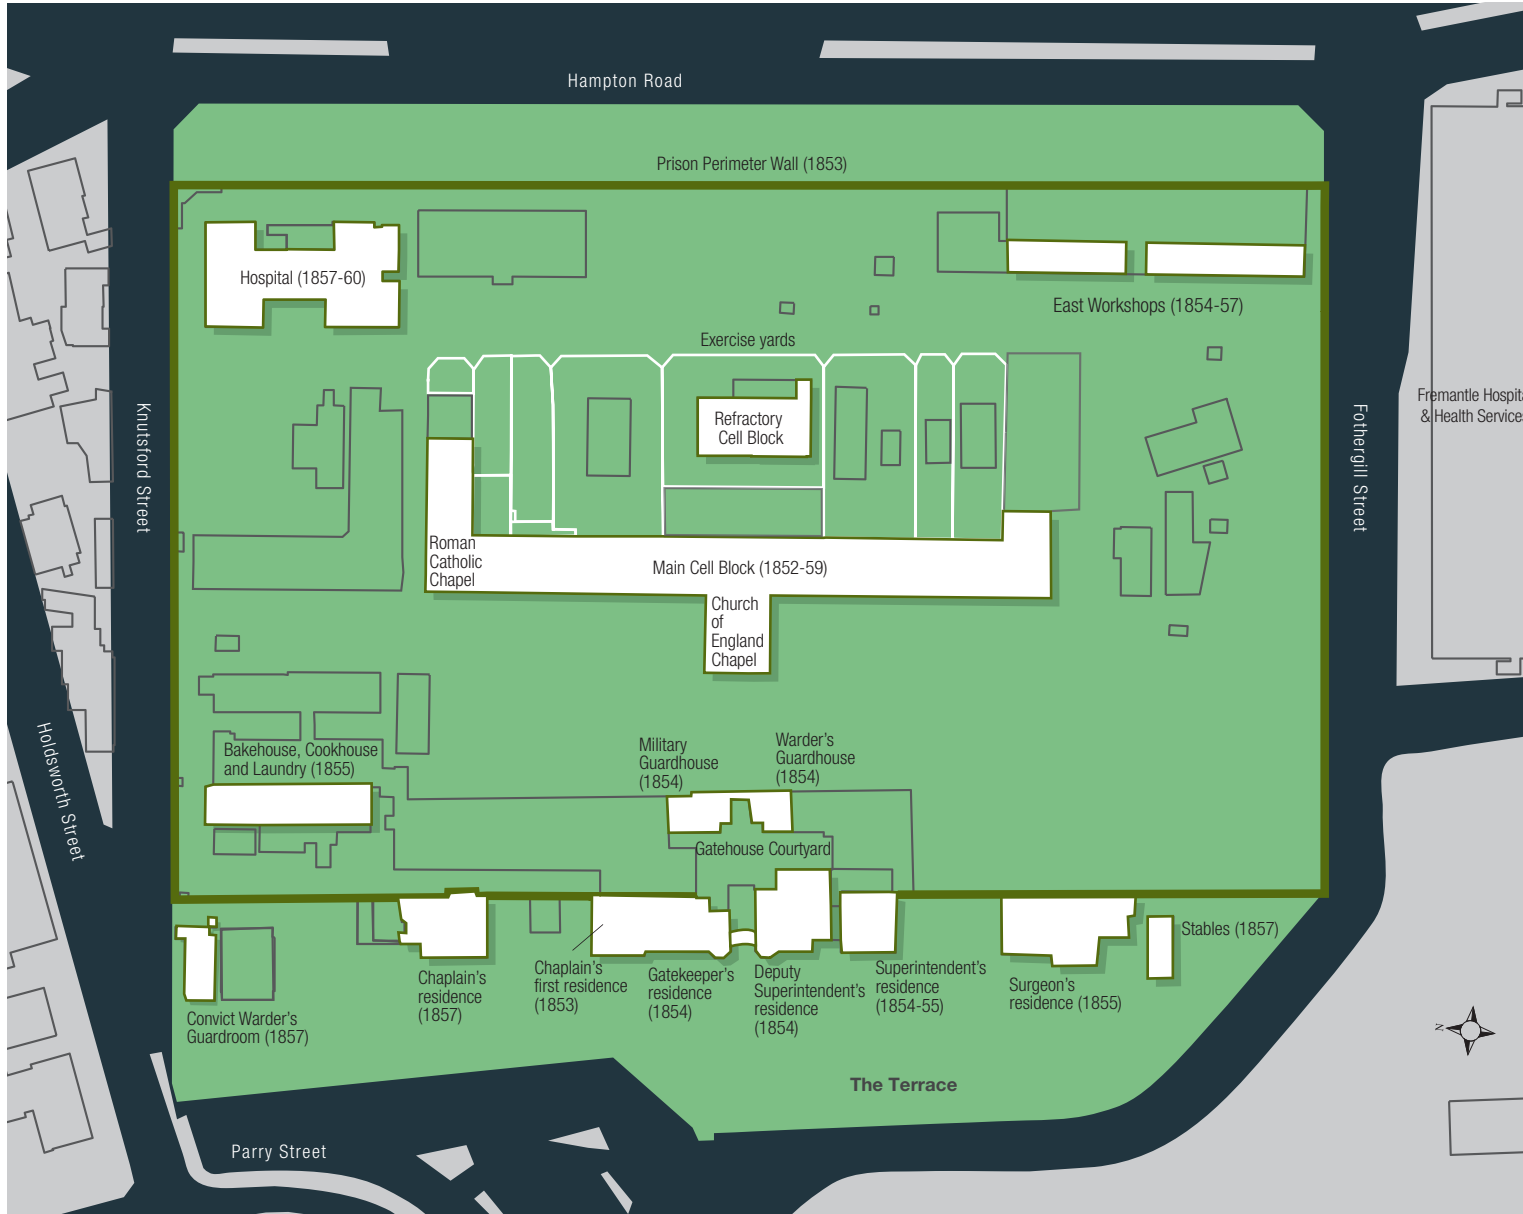 Hampton Road
Prison Perimeter Wall (1853)
Hospital (1857-60)
East Workshops (1854-57)
Exercise yards
Refractory
Cell Block
Knutsford Street
Fothergill Street
Fremantle Hospita
& Health Services
Roman
Catholic
Chapel
Main Cell Block (1852-59)
Church
of
England
Chapel
Holdsworth Street
Bakehouse, Cookhouse
and Laundry (1855)
Military
Guardhouse
(1854)
Warder's
Guardhouse
(1854)
Gatehouse Courtyard
Convict Warder's
Guardroom (1857)
Chaplain's
residence
(1857)
Chaplain's
first residence
(1853)
Gatekeeper's
residence
(1854)
Deputy
Superintendent's
residence
(1854)
Superintendent's
residence
(1854-55)
Surgeon's
residence (1855)
Stables (1857)
N
The Terrace
Parry Street